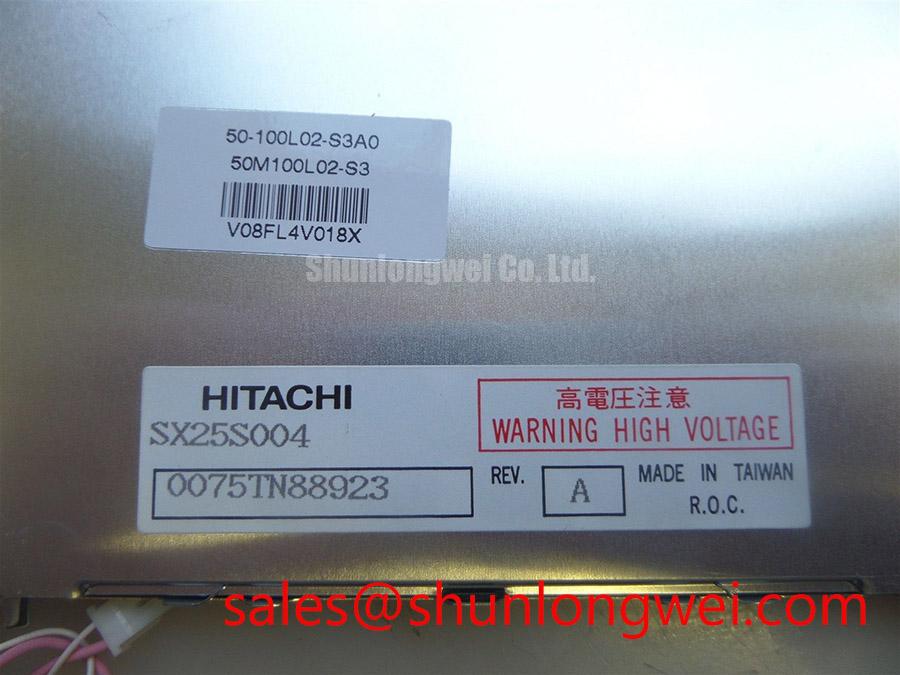 50-100L02-S3A0
50M100L02-S3
V08FL4V018X
Shunlongwei Co. Ltd.
HITACHI
SX25S004
0075TN88923
高電圧注意
WARNING HIGH VOLTAGE
REV. A MADE IN TAIWAN
R.O.C.
sales@shunlongwei.com